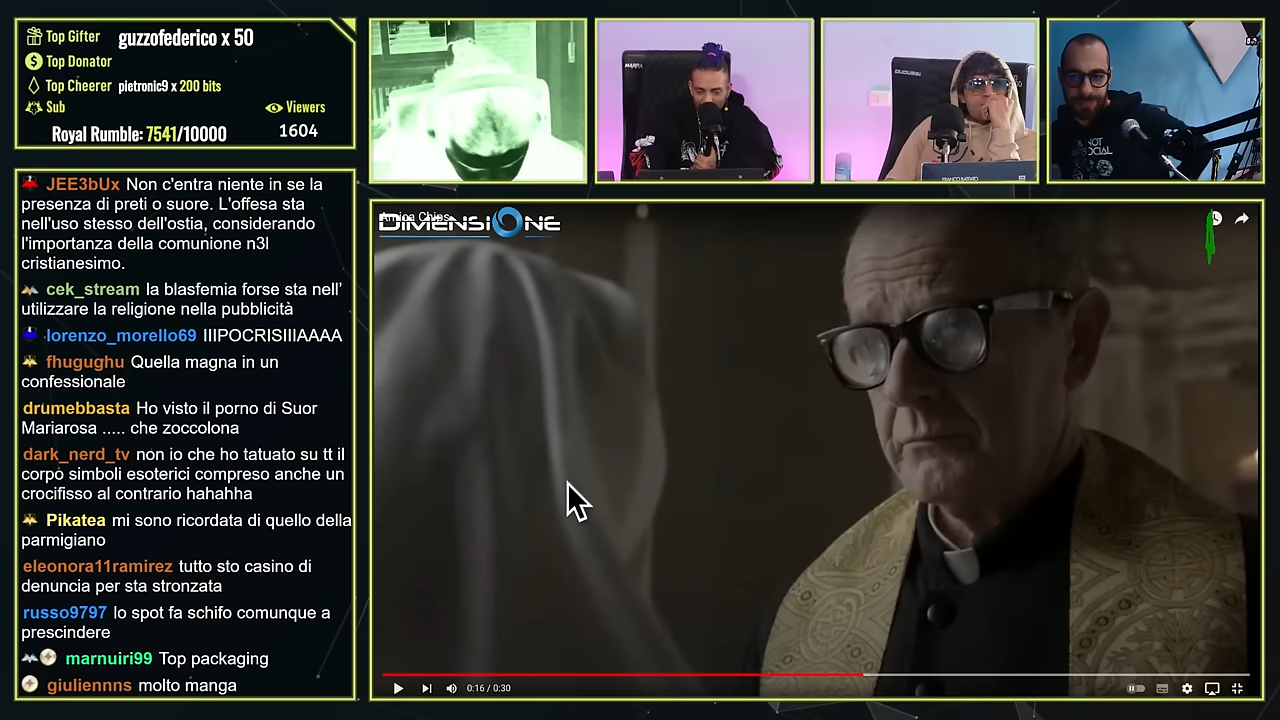 Top Gifter guzzofederico x 50
Top Donator
Top Cheerer pietronic9 x 200 bits
Sub
Viewers
Royal Rumble: 7541/10000
1604
JEE3bUx Non c'entra niente in se la
presenza di preti o suore. L'offesa sta
nell'uso stesso dell'ostia, considerando
l'importanza della comunione n3l
cristianesimo.
cek_stream la blasfemia forse sta nell'
utilizzare la religione nella pubblicità
lorenzo_morello69 IIIPOCRISIIIAAAA
fhugughu Quella magna in un
confessionale
drumebbasta Ho visto il porno di Suor
Mariarosa ..... che zoccolona
dark_nerd_tv non io che ho tatuato su tt il
corpo simboli esoterici compreso anche un
crocifisso al contrario hahahha
Pikatea mi sono ricordata di quello della
parmigiano
eleonora11ramirez tutto sto casino di
denuncia per sta stronzata
russo9797 lo spot fa schifo comunque a
prescindere
marnuiri99 Top packaging
giuliennns molto manga
Amica Chips
DIMENSIONE
0:16 / 0:30